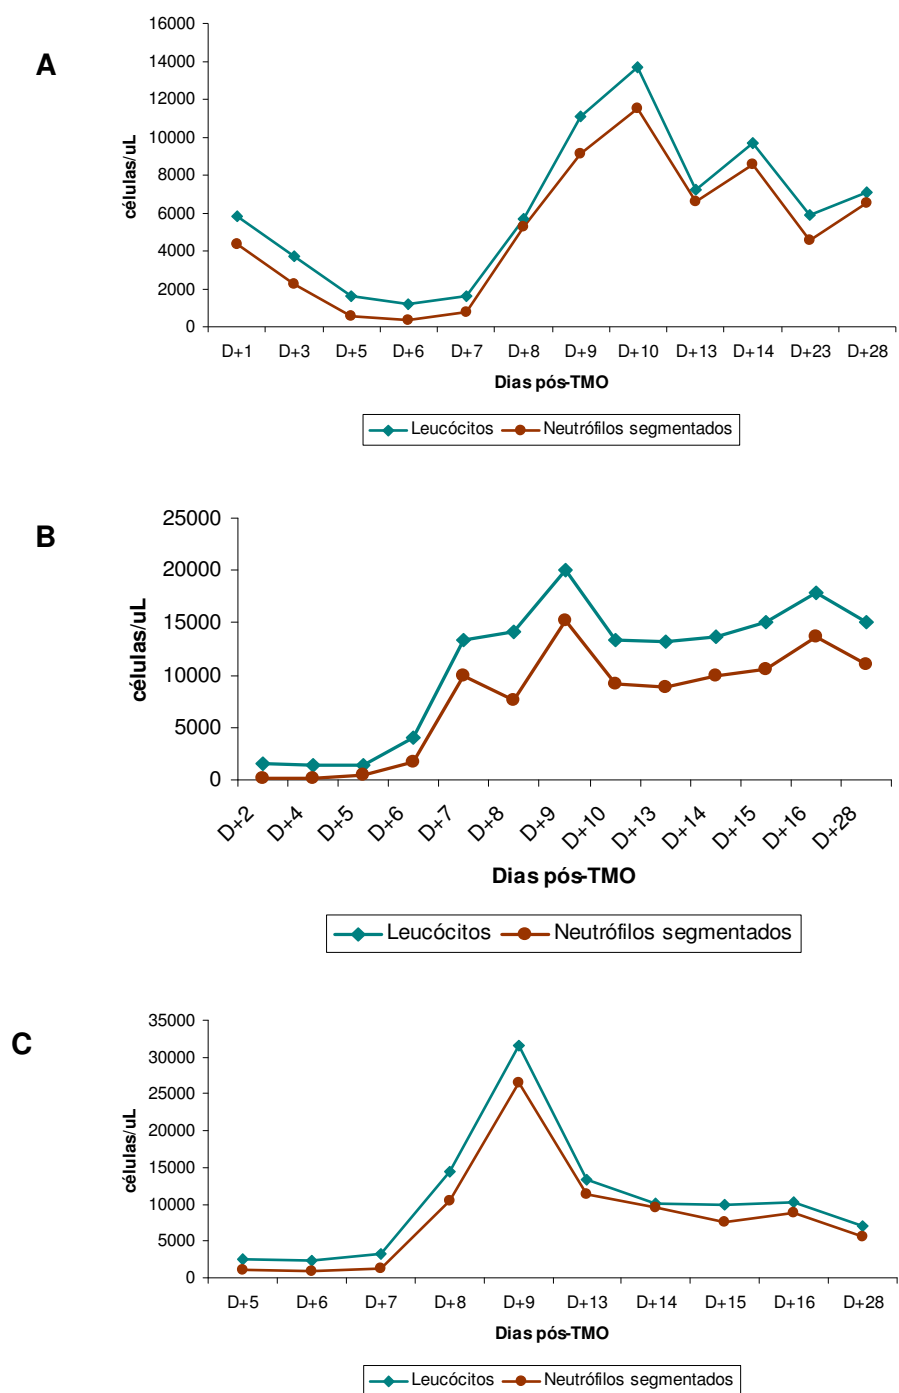 A
16000
14000
12000
10000
8000
6000
4000
2000
0
células/uL
D+1 D+3 D+5 D+6 D+7 D+8 D+9 D+10 D+13 D+14 D+23 D+28
Dias pós-TMO
Leucócitos Neutrófilos segmentados
B
25000
20000
15000
10000
5000
0
células/uL
D+2 D+4 D+5 D+6 D+7 D+8 D+9 D+10 D+13 D+14 D+15 D+16 D+28
Dias pós-TMO
Leucócitos Neutrófilos segmentados
C
35000
30000
25000
20000
15000
10000
5000
0
células/uL
D+5 D+6 D+7 D+8 D+9 D+13 D+14 D+15 D+16 D+28
Dias pós-TMO
Leucócitos Neutrófilos segmentados